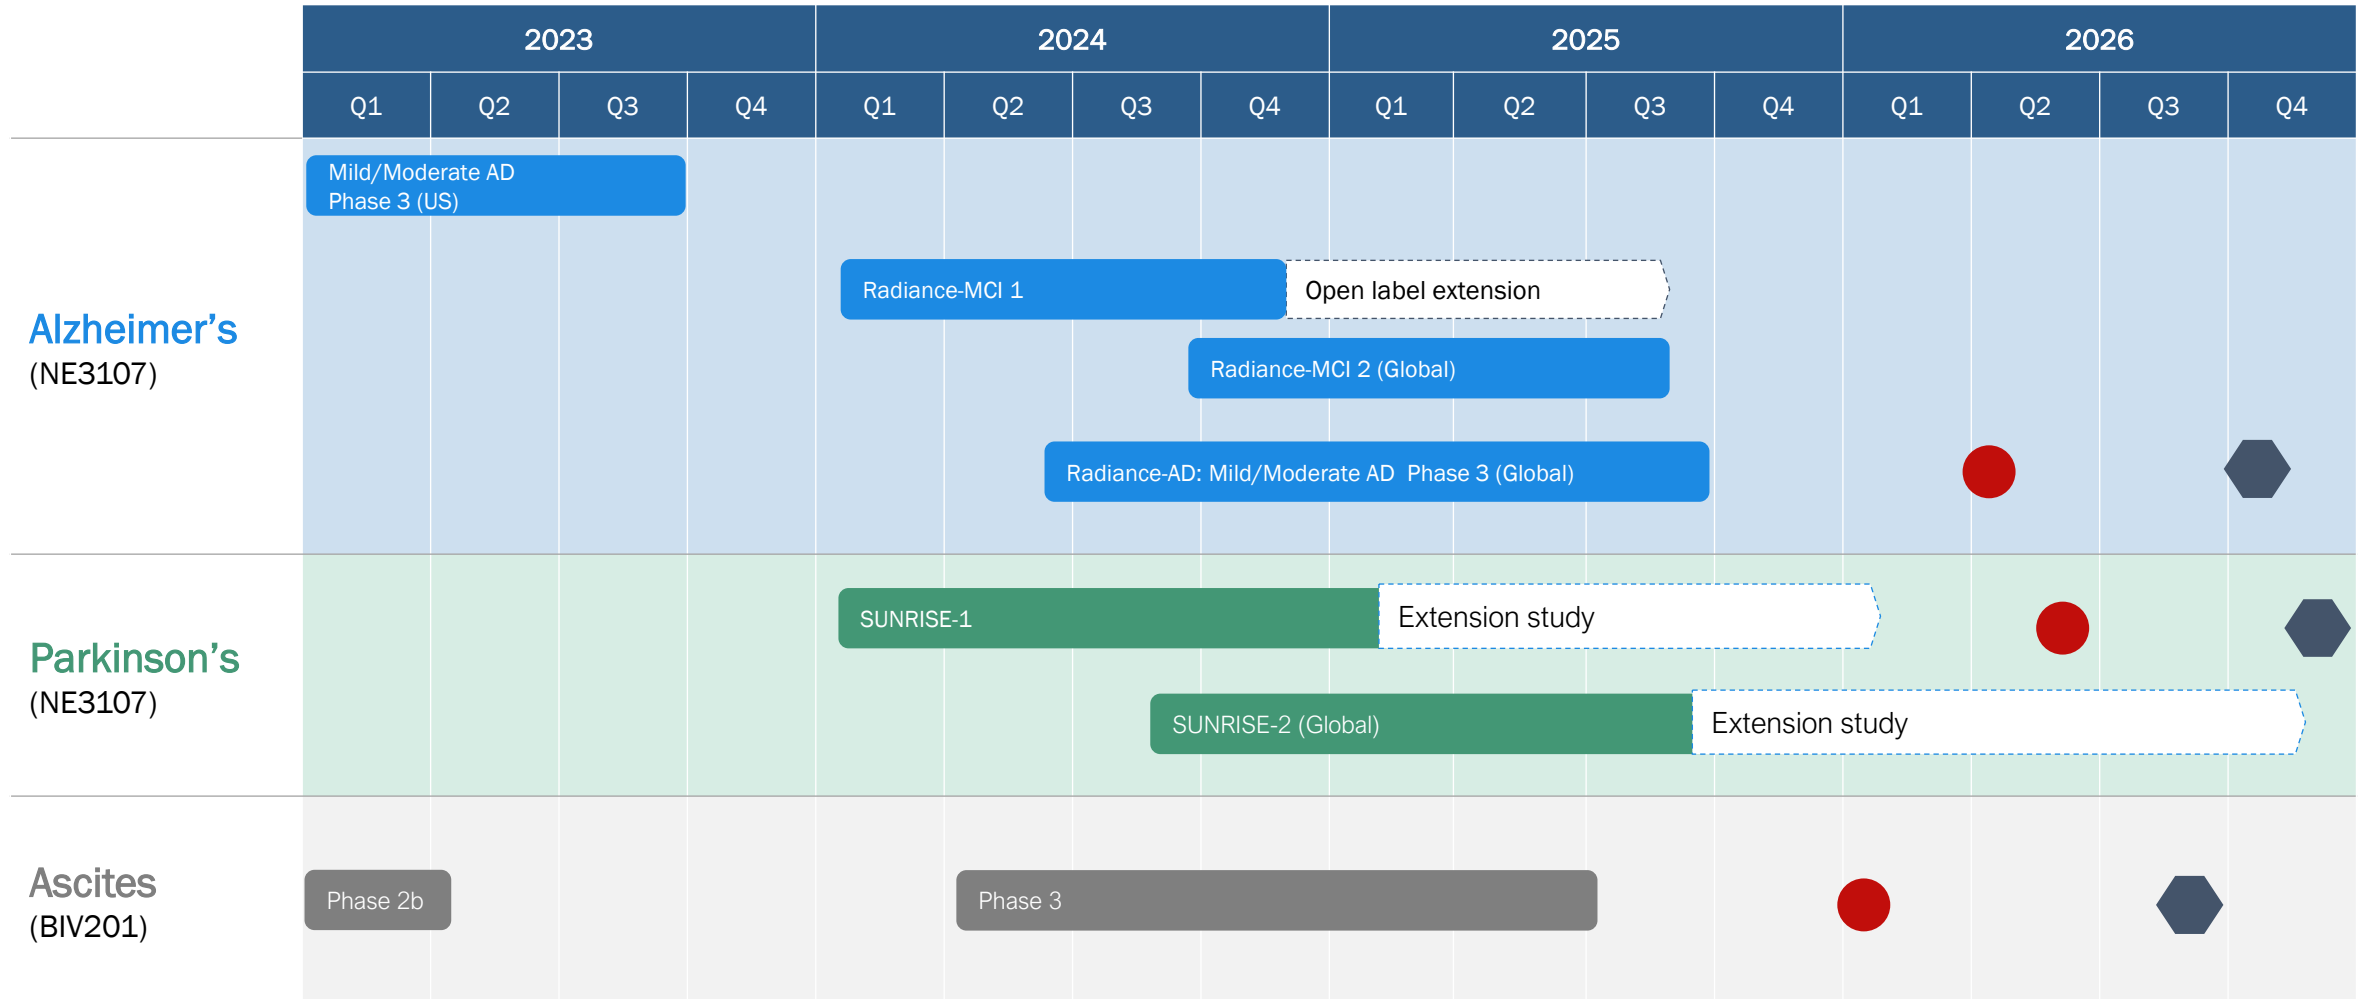 2023 2024 2025 2026
Q1 Q2 Q3 Q4 Q1 Q2 Q3 Q4 Q1 Q2 Q3 Q4 Q1 Q2 Q3 Q4
Alzheimer’s
(NE3107)
Mild/Moderate AD
Phase 3 (US)
Radiance-MCI 1 Open label extension
Radiance-MCI 2 (Global)
Radiance-AD: Mild/Moderate AD  Phase 3 (Global)
Parkinson’s
(NE3107)
SUNRISE-1 Extension study
SUNRISE-2 (Global) Extension study
Ascites
(BIV201)
Phase 2b Phase 3